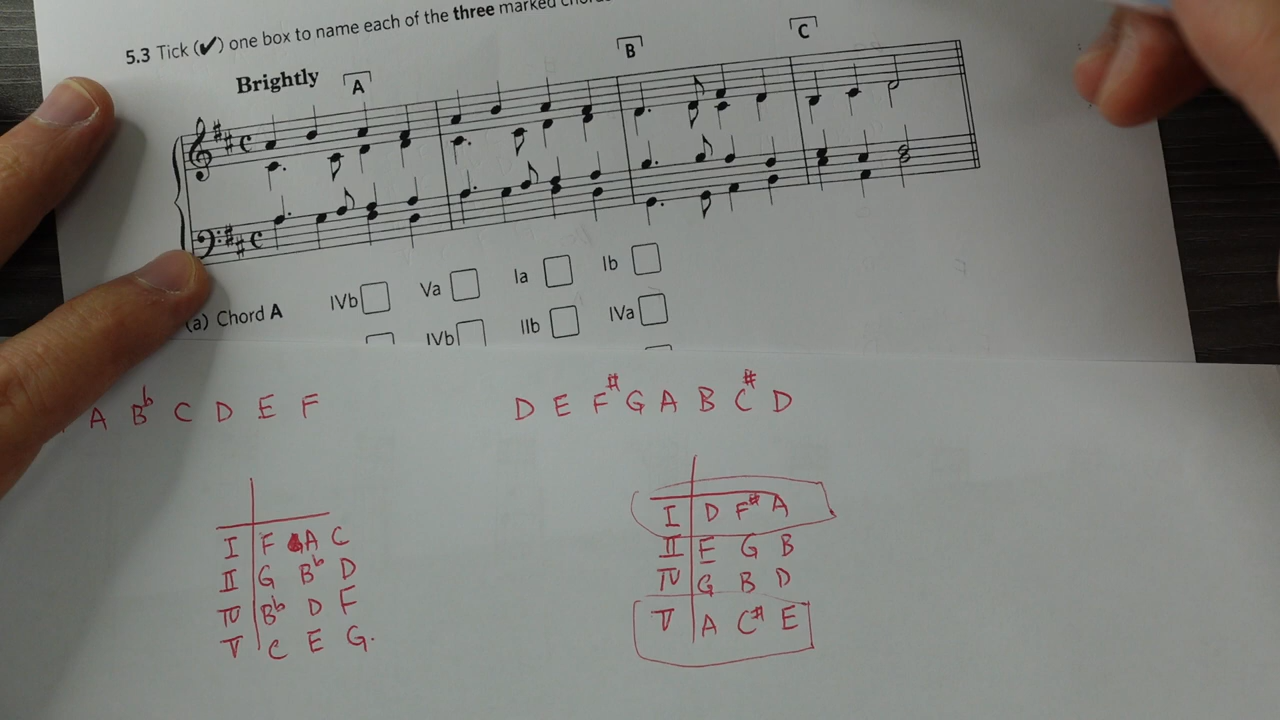 5.3 Tick (✔) one box to name each of the three marked
Brightly
A
B
C
(a) Chord A IVb Va Ia Ib
IVb IIb IVa
A B♭ C D E F
D E F# G A B C# D
I F A C
II G B♭ D
IV B♭ D F
V C E G.
I D F# A
II E G B
IV G B D
V A C# E